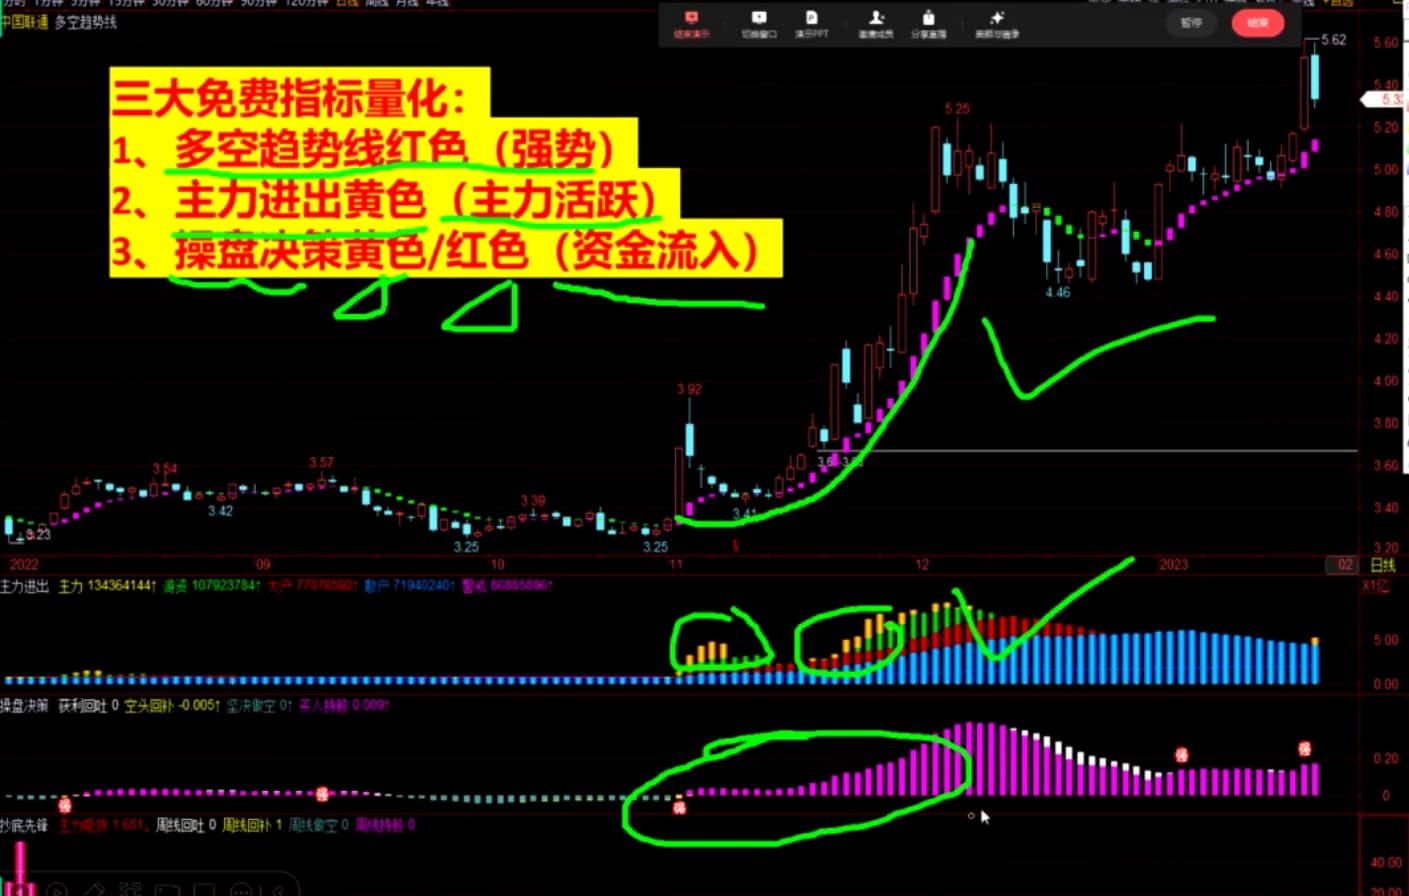 分时 1分钟 5分钟 15分钟 30分钟 60分钟 90分钟 120分钟 日线 周线 月线 年线
中国联通 多空趋势线
结束演示 切换窗口 演示PPT 邀请成员 分享直播 美颜与镜像 暂停 结束
三大免费指标量化：
1、多空趋势线红色（强势）
2、主力进出黄色（主力活跃）
3、操盘决策黄色/红色（资金流入）
5.62
5.60
5.40
5.25
5.20
5.00
4.80
4.60
4.46
4.40
4.20
4.00
3.92
3.80
3.60
3.57
3.54
3.42
3.41
3.40
3.39
3.25
3.25
3.23
3.20
2022 09 10 11 12 2023 02 日线
主力进出 主力 134364144↑ 游资 107923784↑ 大户 77876592↑ 散户 71940240↑ 警戒 86885896↑
X1亿
5.00
0.00
操盘决策 获利回吐 0 空头回补 -0.005↑ 坚决做空 0↑ 买入持股 0.009↑
强 强 强 强 强
0.20
0
抄底先锋 主力吸货 1.651 周线回吐 0 周线回补 1 周线做空 0 周线持股 0
40.00
20.00